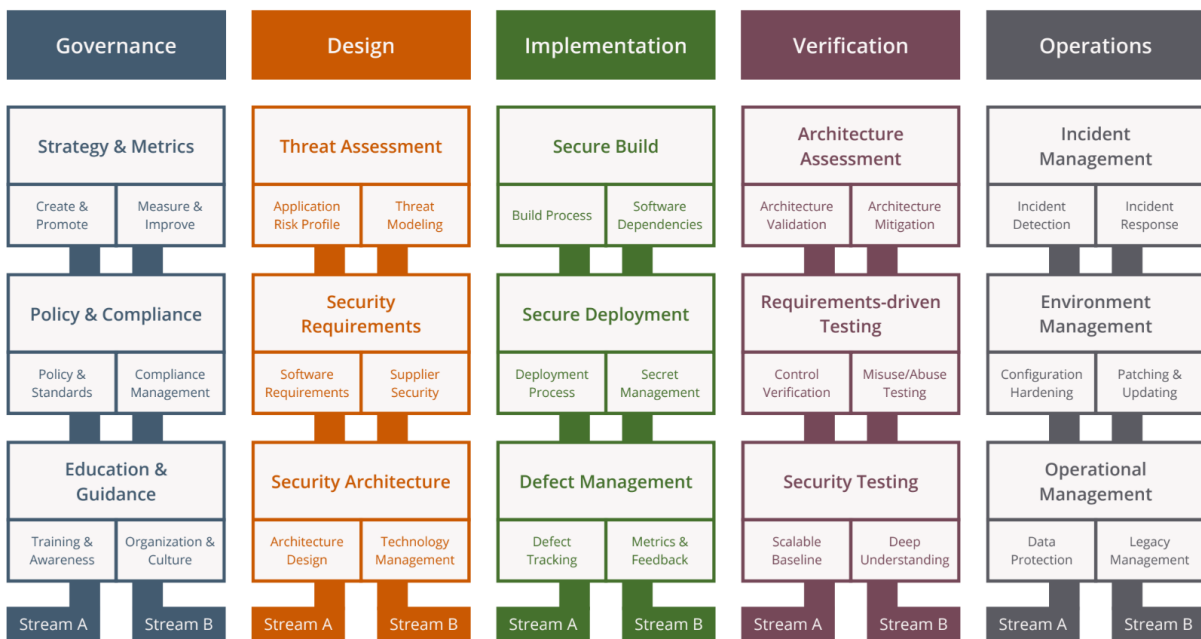 Governance
Design
Implementation
Verification
Operations
Strategy & Metrics
Create &
Promote
Measure &
Improve
Policy & Compliance
Policy &
Standards
Compliance
Management
Education &
Guidance
Training &
Awareness
Organization &
Culture
Stream A
Stream B
Threat Assessment
Application
Risk Profile
Threat
Modeling
Security
Requirements
Software
Requirements
Supplier
Security
Security Architecture
Architecture
Design
Technology
Management
Stream A
Stream B
Secure Build
Build Process
Software
Dependencies
Secure Deployment
Deployment
Process
Secret
Management
Defect Management
Defect
Tracking
Metrics &
Feedback
Stream A
Stream B
Architecture
Assessment
Architecture
Validation
Architecture
Mitigation
Requirements-driven
Testing
Control
Verification
Misuse/Abuse
Testing
Security Testing
Scalable
Baseline
Deep
Understanding
Stream A
Stream B
Incident
Management
Incident
Detection
Incident
Response
Environment
Management
Configuration
Hardening
Patching &
Updating
Operational
Management
Data
Protection
Legacy
Management
Stream A
Stream B